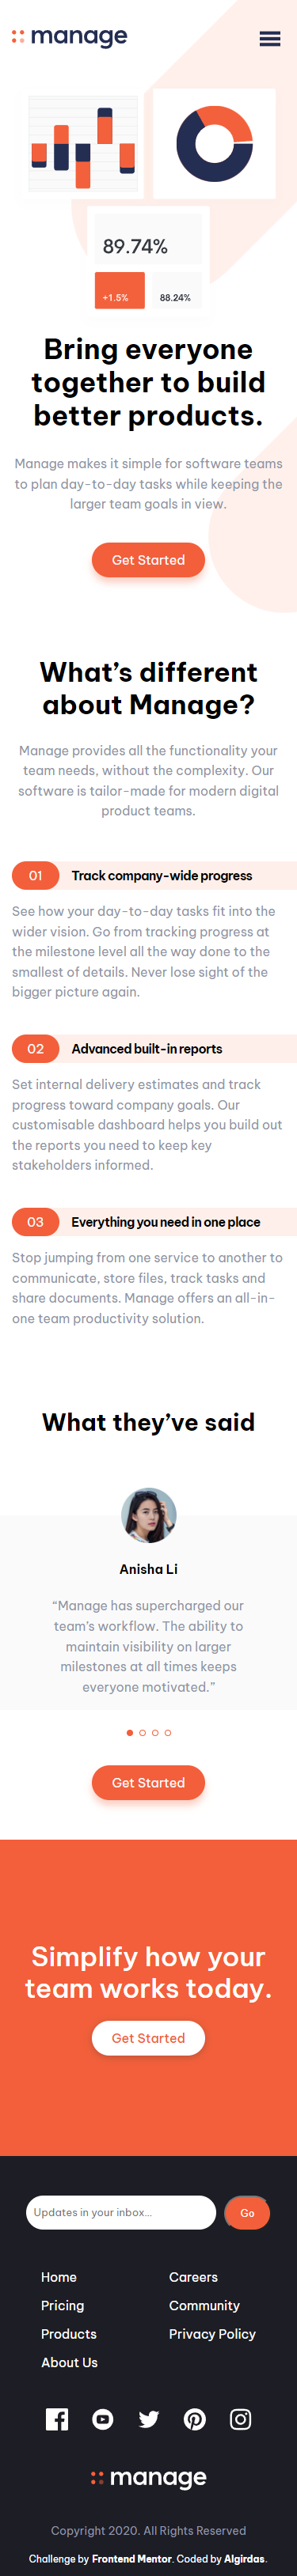 manage
89.74%
+1.5%
88.24%
Bring everyone
together to build
better products.
Manage makes it simple for software teams
to plan day-to-day tasks while keeping the
larger team goals in view.
Get Started
What’s different
about Manage?
Manage provides all the functionality your
team needs, without the complexity. Our
software is tailor-made for modern digital
product teams.
01 Track company-wide progress
See how your day-to-day tasks fit into the
wider vision. Go from tracking progress at
the milestone level all the way done to the
smallest of details. Never lose sight of the
bigger picture again.
02 Advanced built-in reports
Set internal delivery estimates and track
progress toward company goals. Our
customisable dashboard helps you build out
the reports you need to keep key
stakeholders informed.
03 Everything you need in one place
Stop jumping from one service to another to
communicate, store files, track tasks and
share documents. Manage offers an all-in-
one team productivity solution.
What they’ve said
Anisha Li
“Manage has supercharged our
team’s workflow. The ability to
maintain visibility on larger
milestones at all times keeps
everyone motivated.”
Get Started
Simplify how your
team works today.
Get Started
Updates in your inbox... Go
Home Careers
Pricing Community
Products Privacy Policy
About Us
manage
Copyright 2020. All Rights Reserved
Challenge by Frontend Mentor. Coded by Algirdas.